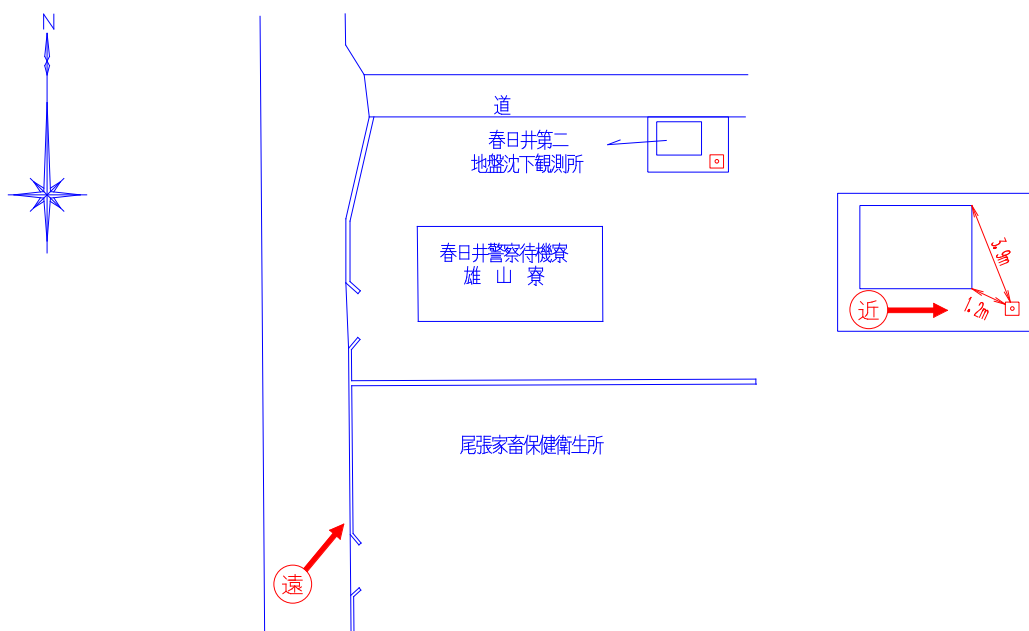 N
道
春日井第二
地盤沈下観測所
春日井警察待機寮
雄山寮
3.9m
近
1.2m
尾張家畜保健衛生所
遠